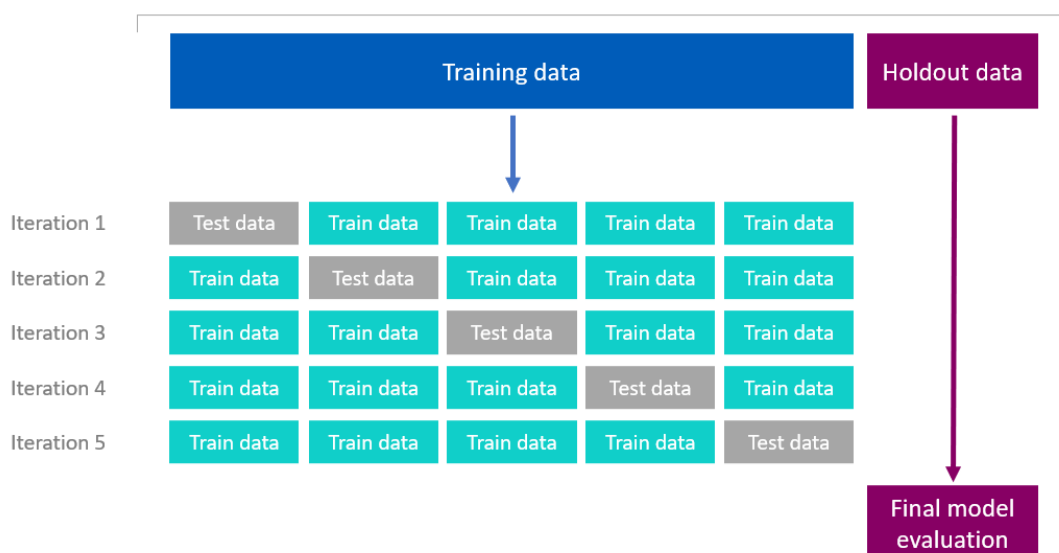 Training data Holdout data
Iteration 1 Test data Train data Train data Train data Train data
Iteration 2 Train data Test data Train data Train data Train data
Iteration 3 Train data Train data Test data Train data Train data
Iteration 4 Train data Train data Train data Test data Train data
Iteration 5 Train data Train data Train data Train data Test data
Final model
evaluation